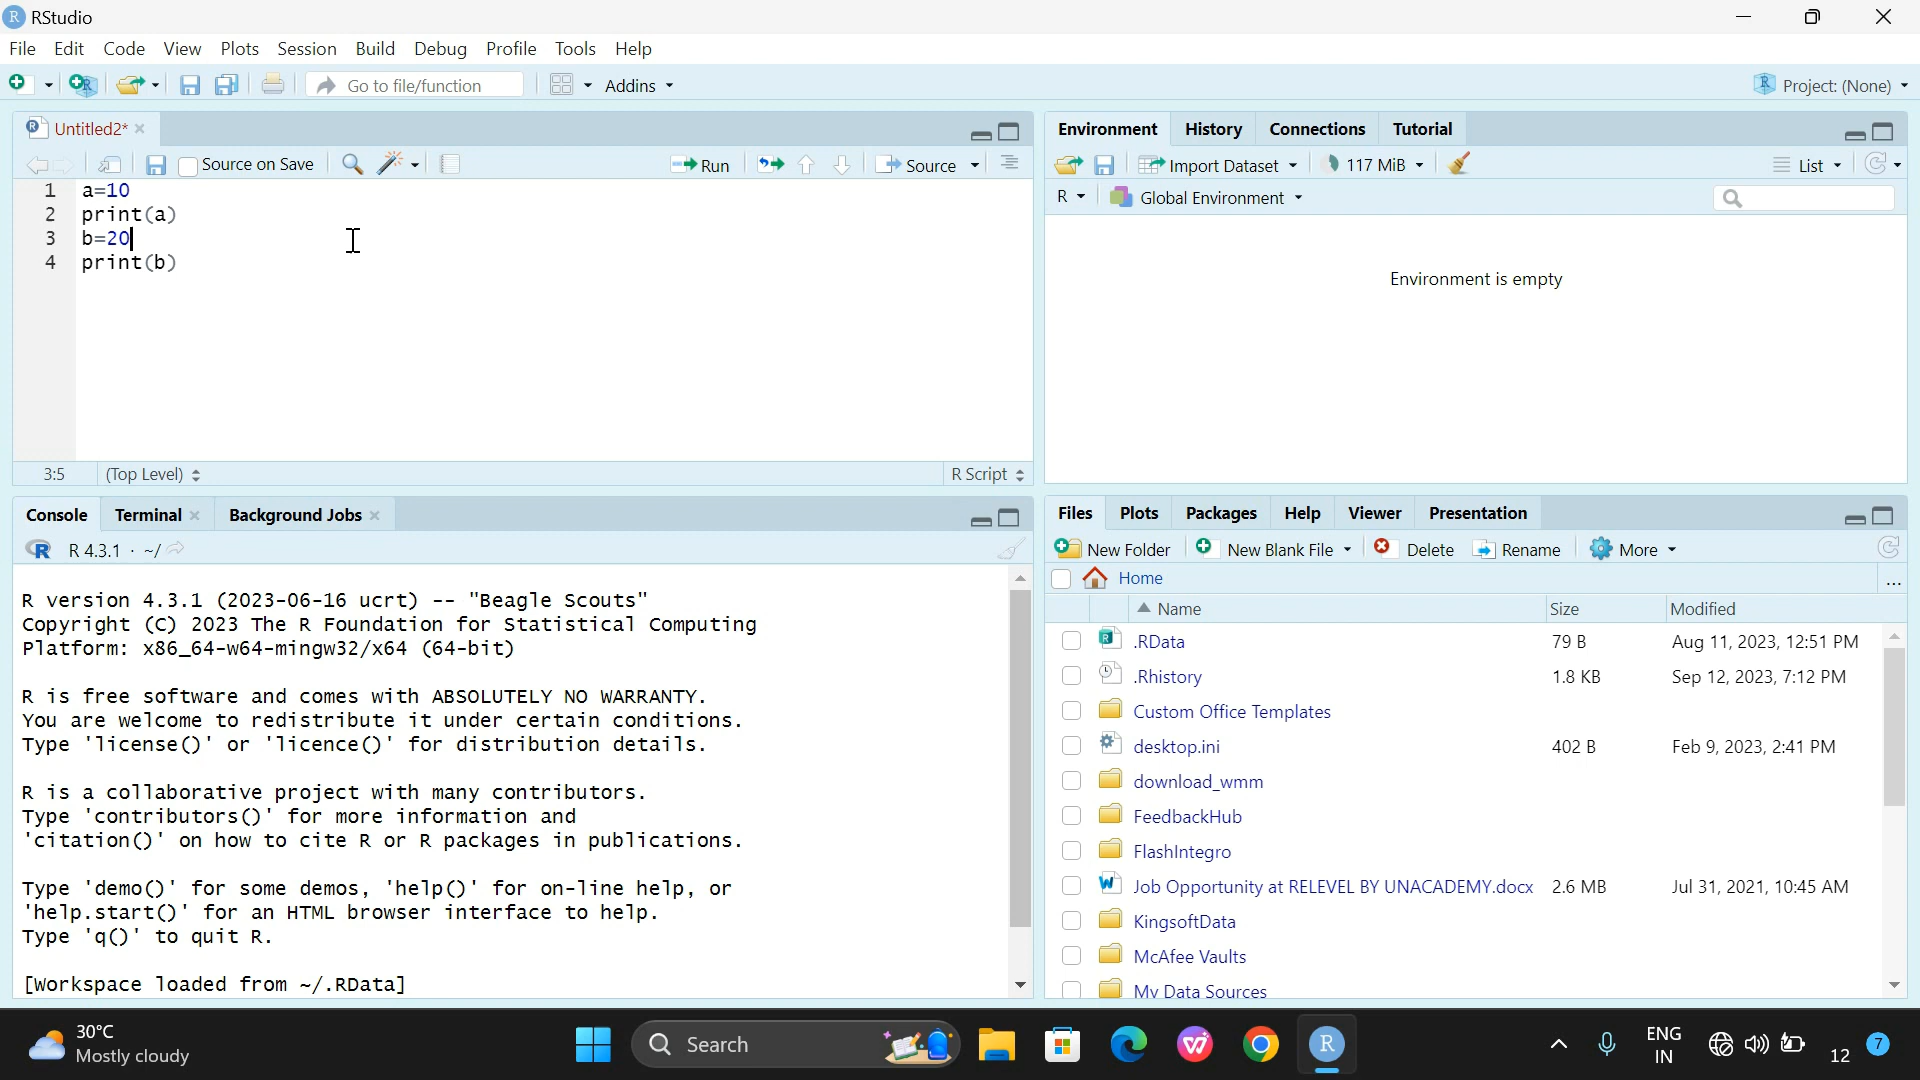 RStudio
File Edit Code View Plots Session Build Debug Profile Tools Help
Go to file/function Addins Project: (None)
Untitled2*
Source on Save Run Source
1 a=10
2 print(a)
3 b=20
4 print(b)
3:5 (Top Level) R Script
Environment History Connections Tutorial
Import Dataset 117 MiB List
R Global Environment
Environment is empty
Console Terminal Background Jobs
R 4.3.1 · ~/
R version 4.3.1 (2023-06-16 ucrt) -- "Beagle Scouts"
Copyright (C) 2023 The R Foundation for Statistical Computing
Platform: x86_64-w64-mingw32/x64 (64-bit)
R is free software and comes with ABSOLUTELY NO WARRANTY.
You are welcome to redistribute it under certain conditions.
Type 'license()' or 'licence()' for distribution details.
R is a collaborative project with many contributors.
Type 'contributors()' for more information and
'citation()' on how to cite R or R packages in publications.
Type 'demo()' for some demos, 'help()' for on-line help, or
'help.start()' for an HTML browser interface to help.
Type 'q()' to quit R.
[Workspace loaded from ~/.RData]
Files Plots Packages Help Viewer Presentation
New Folder New Blank File Delete Rename More
Home ...
Name Size Modified
.RData 79 B Aug 11, 2023, 12:51 PM
.Rhistory 1.8 KB Sep 12, 2023, 7:12 PM
Custom Office Templates
desktop.ini 402 B Feb 9, 2023, 2:41 PM
download_wmm
FeedbackHub
FlashIntegro
Job Opportunity at RELEVEL BY UNACADEMY.docx 2.6 MB Jul 31, 2021, 10:45 AM
KingsoftData
McAfee Vaults
My Data Sources
30°C
Mostly cloudy
Search
ENG
IN
12 7